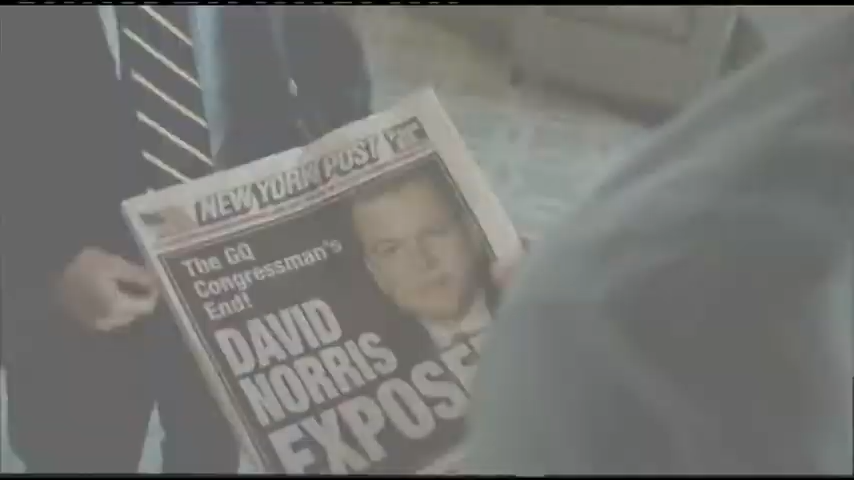 NEW YORK POST
The GQ
Congressman's
End!
DAVID
NORRIS
EXPOSE